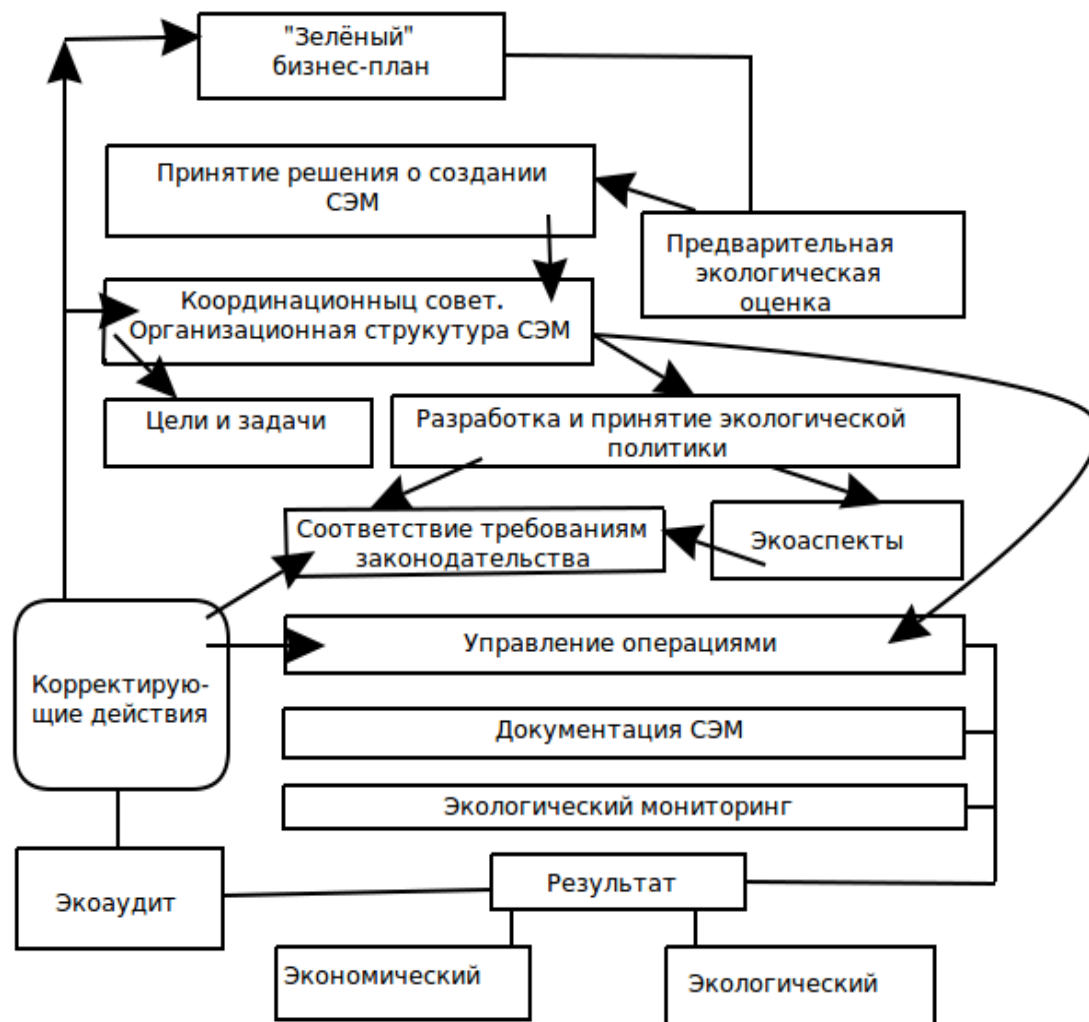 "Зелёный"
бизнес-план
Принятие решения о создании
СЭМ
Предварительная
экологическая
оценка
Координационныц совет.
Организационная струкутура СЭМ
Цели и задачи
Разработка и принятие экологической
политики
Соответствие требованиям
законодательства
Экоаспекты
Управление операциями
Корректирую-
щие действия
Документация СЭМ
Экологический мониторинг
Экоаудит
Результат
Экономический
Экологический